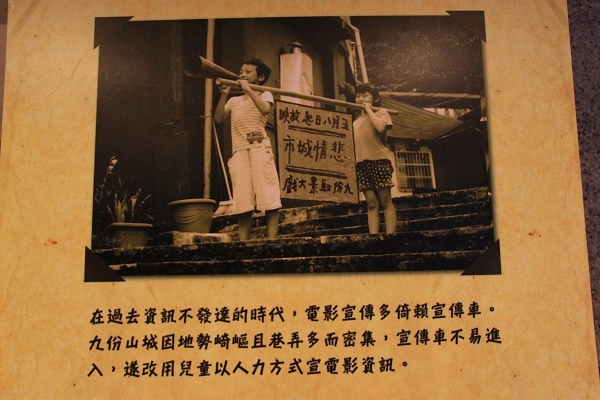 五月八日起放映
悲情城市
九份取景大戲
在過去資訊不發達的時代，電影宣傳多倚賴宣傳車。
九份山城因地勢崎嶇且巷弄多而密集，宣傳車不易進
入，遂改用兒童以人力方式宣電影資訊。